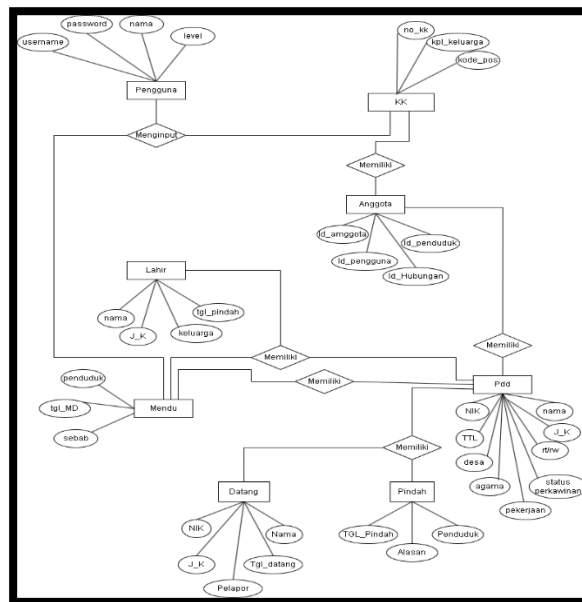 password
nama
username
level
Pengguna
no_kk
kpl_keluarga
kode_pos
KK
Menginput
Memiliki
Anggota
Id_amggota
Id_penduduk
Id_pengguna
Id_Hubungan
Lahir
nama
tgl_pindah
J_K
keluarga
Memiliki
Memiliki
Memiliki
penduduk
tgl_MD
Mendu
sebab
Pdd
NIK
nama
TTL
J_K
desa
rt/rw
agama
status
perkawinan
pekerjaan
Memiliki
Datang
Pindah
NIK
Nama
J_K
Tgl_datang
Pelapor
TGL_Pindah
Penduduk
Alasan